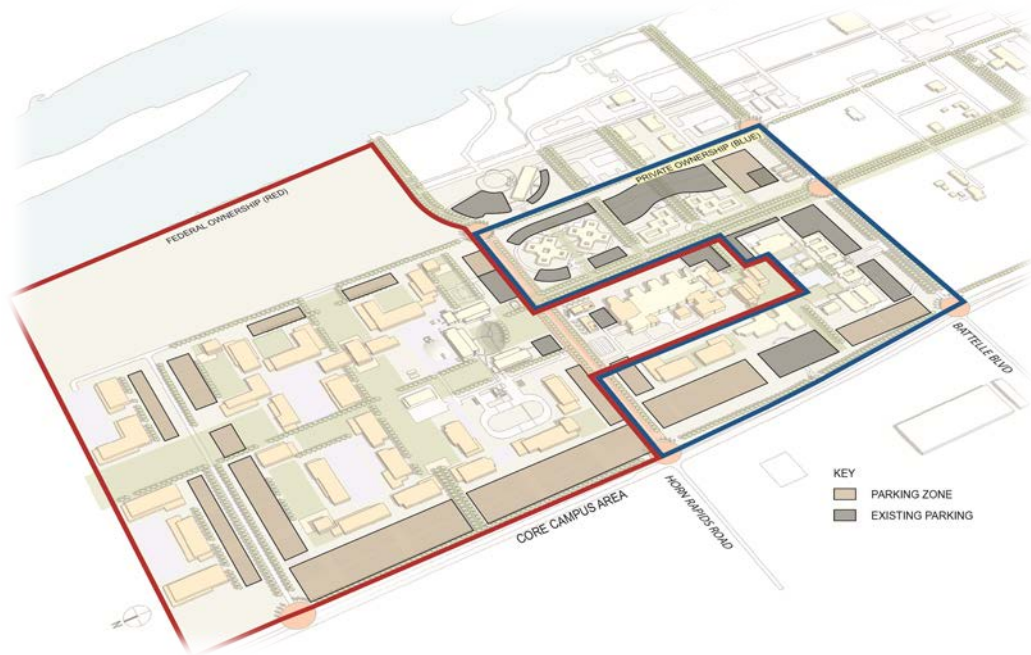 PRIVATE OWNERSHIP (BLUE)
FEDERAL OWNERSHIP (RED)
BATTELLE BLVD
KEY
PARKING ZONE
EXISTING PARKING
HORN RAPIDS ROAD
CORE CAMPUS AREA
N